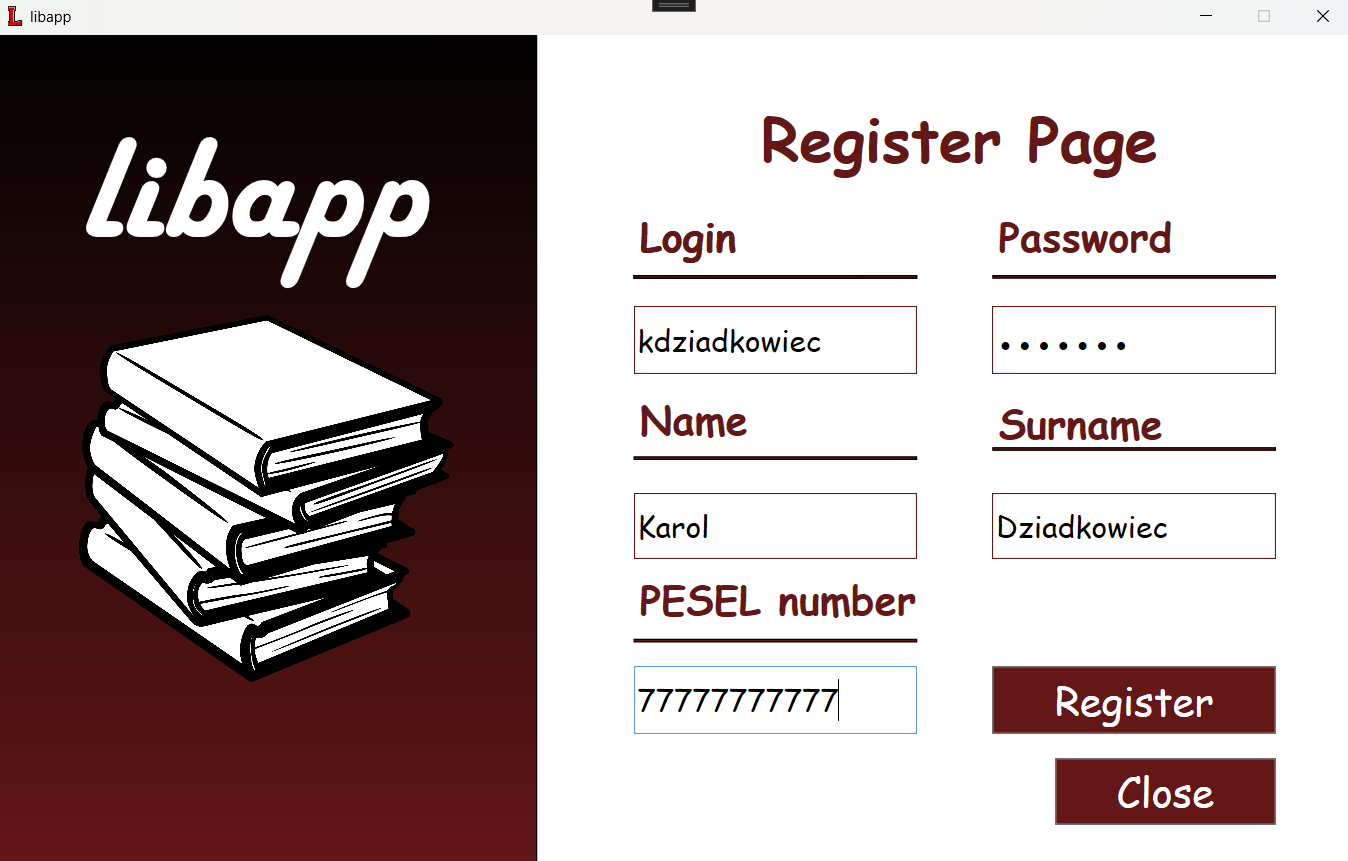 libapp
libapp
Register Page
Login
Password
kdziadkowiec
•••••••
Name
Surname
Karol
Dziadkowiec
PESEL number
77777777777
Register
Close